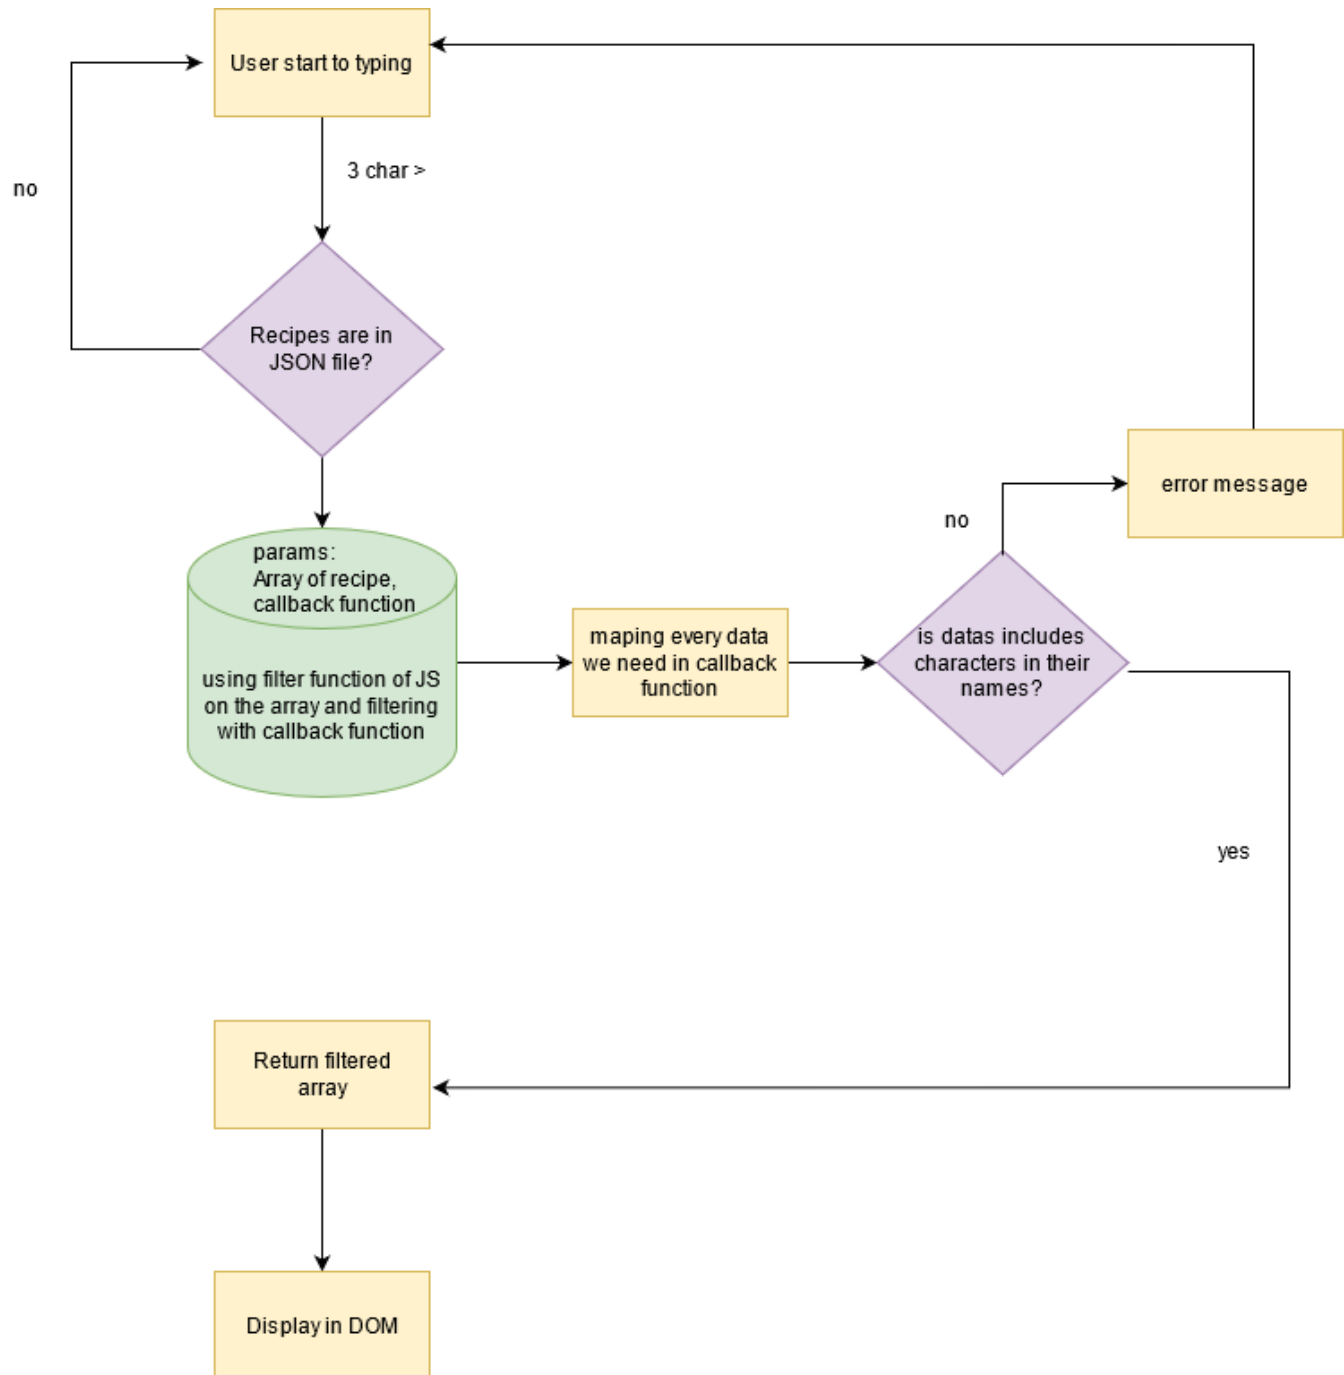 User start to typing
no
3 char >
Recipes are in
JSON file?
error message
no
params:
Array of recipe,
callback function
using filter function of JS
on the array and filtering
with callback function
maping every data
we need in callback
function
is datas includes
characters in their
names?
yes
Return filtered
array
Display in DOM